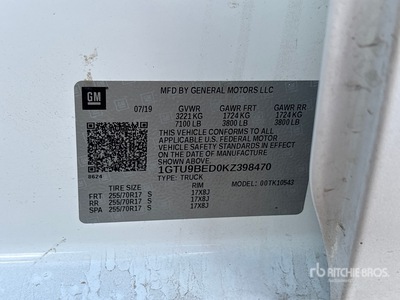 GM
MFD BY GENERAL MOTORS LLC
07/19 GVWR GAWR FRT GAWR RR
3221 KG 1724 KG 1724 KG
7100 LB 3800 LB 3800 LB
THIS VEHICLE CONFORMS TO ALL
APPLICABLE U.S. FEDERAL MOTOR
VEHICLE SAFETY STANDARDS IN EFFECT
ON THE DATE OF MANUFACTURE
SHOWN ABOVE.
1GTU9BED0KZ398470
TYPE: TRUCK
8624 MODEL: 00TK10543
TIRE SIZE RIM
FRT 255/70R17 S 17X8J
RR 255/70R17 S 17X8J
SPA 255/70R17 S 17X8J
rb RITCHIE BROS.